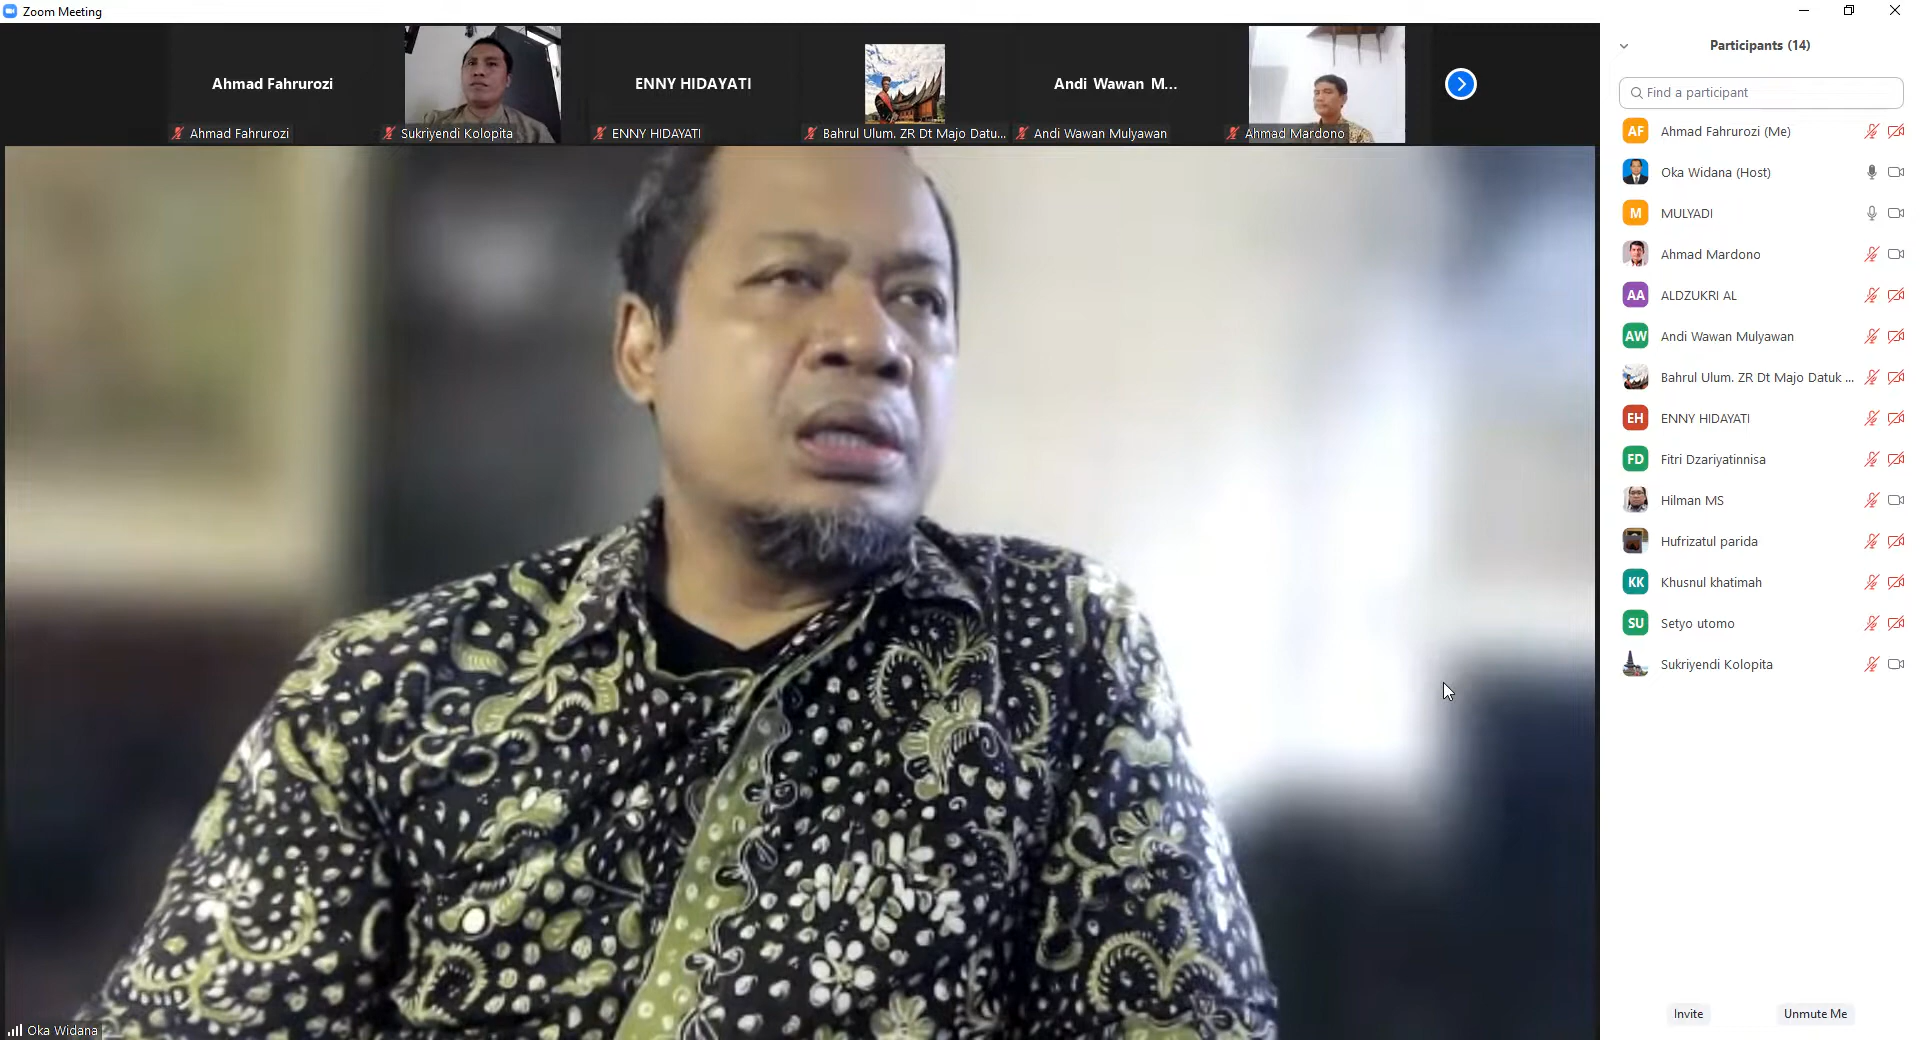 Zoom Meeting
Ahmad Fahrurozi
ENNY HIDAYATI
Andi Wawan M...
Ahmad Fahrurozi
Sukriyendi Kolopita
ENNY HIDAYATI
Bahrul Ulum. ZR Dt Majo Datu...
Andi Wawan Mulyawan
Ahmad Mardono
Oka Widana
Participants (14)
Find a participant
AF Ahmad Fahrurozi (Me)
Oka Widana (Host)
M MULYADI
Ahmad Mardono
AA ALDZUKRI AL
AW Andi Wawan Mulyawan
Bahrul Ulum. ZR Dt Majo Datuk ...
EH ENNY HIDAYATI
FD Fitri Dzariyatinnisa
Hilman MS
Hufrizatul parida
KK Khusnul khatimah
SU Setyo utomo
Sukriyendi Kolopita
Invite
Unmute Me